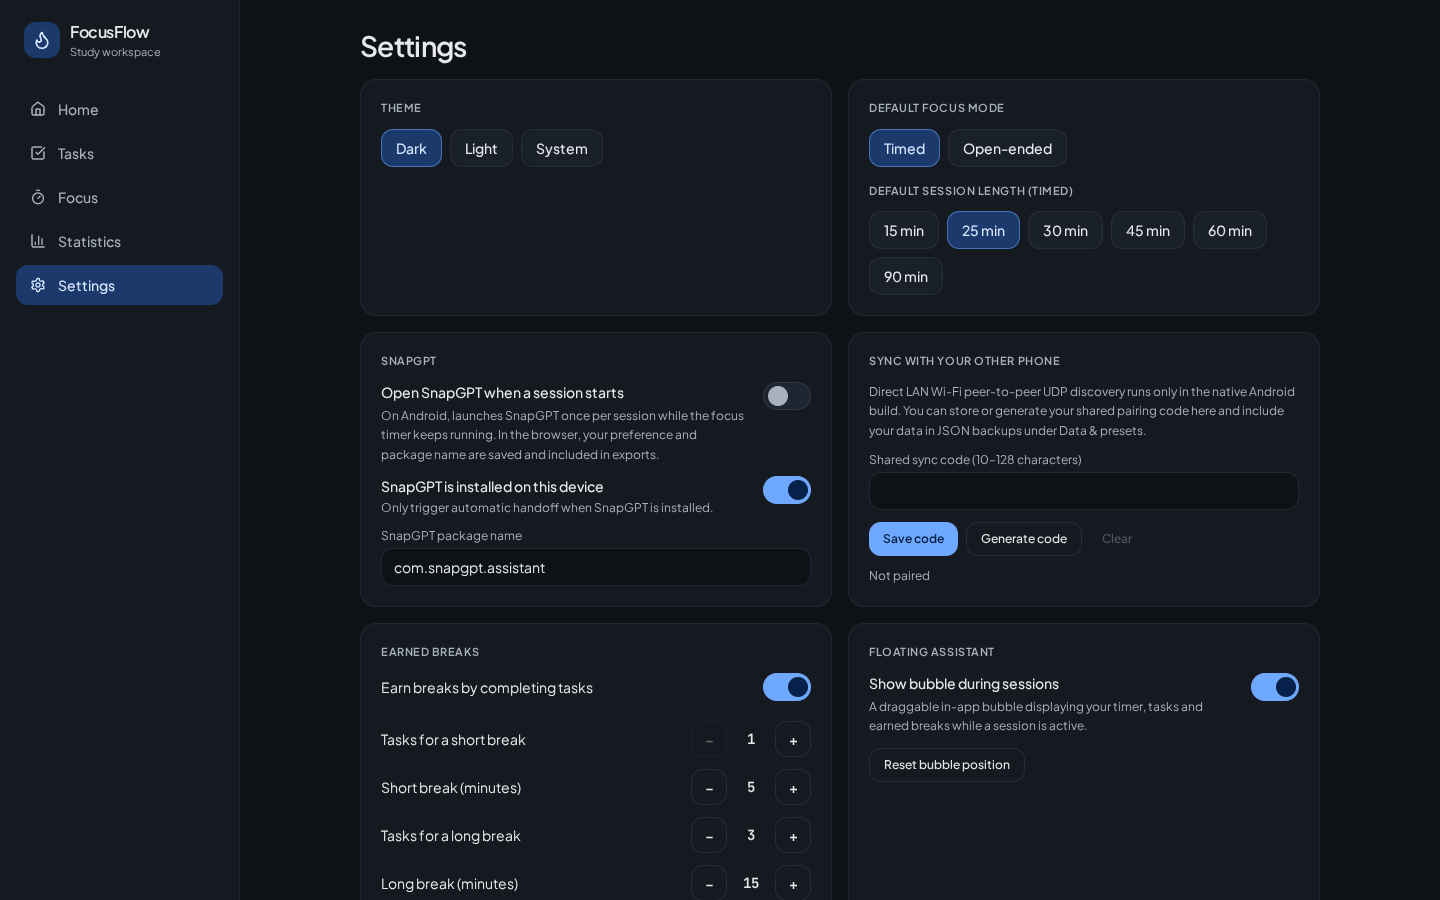 FocusFlow
Study workspace
Home
Tasks
Focus
Statistics
Settings
Settings
THEME
Dark
Light
System
DEFAULT FOCUS MODE
Timed
Open-ended
DEFAULT SESSION LENGTH (TIMED)
15 min
25 min
30 min
45 min
60 min
90 min
SNAPGPT
Open SnapGPT when a session starts
On Android, launches SnapGPT once per session while the focus
timer keeps running. In the browser, your preference and
package name are saved and included in exports.
SnapGPT is installed on this device
Only trigger automatic handoff when SnapGPT is installed.
SnapGPT package name
com.snapgpt.assistant
SYNC WITH YOUR OTHER PHONE
Direct LAN Wi-Fi peer-to-peer UDP discovery runs only in the native Android
build. You can store or generate your shared pairing code here and include
your data in JSON backups under Data & presets.
Shared sync code (10–128 characters)
Save code
Generate code
Clear
Not paired
EARNED BREAKS
Earn breaks by completing tasks
Tasks for a short break
– 1 +
Short break (minutes)
– 5 +
Tasks for a long break
– 3 +
Long break (minutes)
– 15 +
FLOATING ASSISTANT
Show bubble during sessions
A draggable in-app bubble displaying your timer, tasks and
earned breaks while a session is active.
Reset bubble position